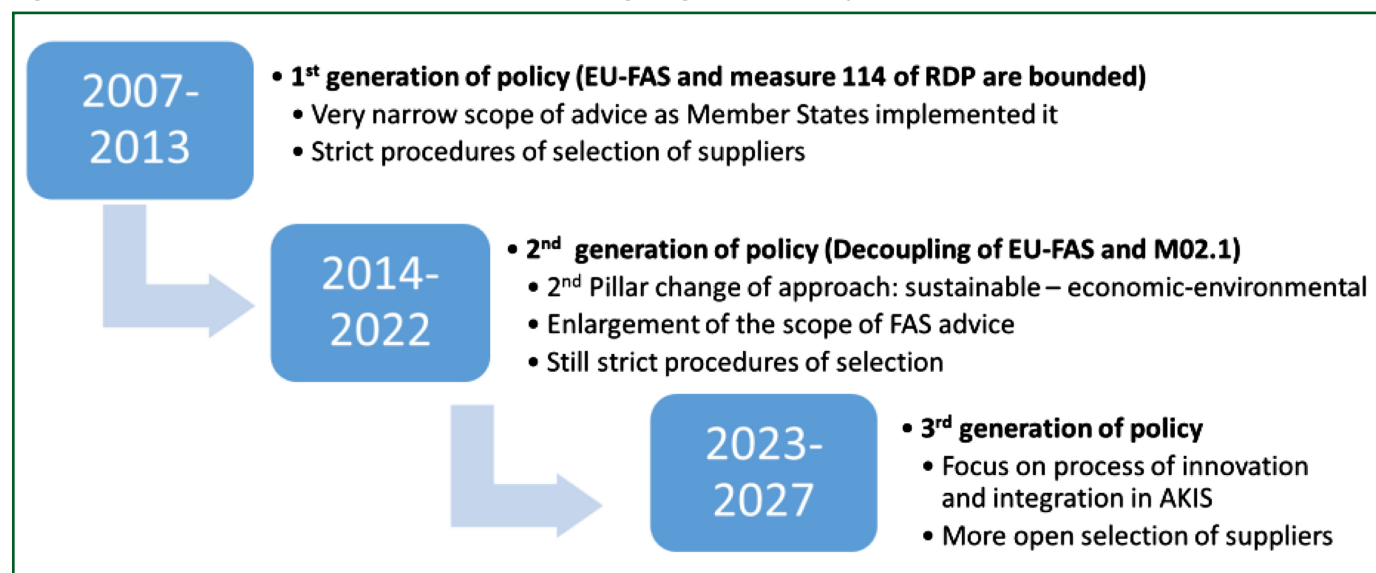 2007-
2013
• 1st generation of policy (EU-FAS and measure 114 of RDP are bounded)
• Very narrow scope of advice as Member States implemented it
• Strict procedures of selection of suppliers
2014-
2022
• 2nd generation of policy (Decoupling of EU-FAS and M02.1)
• 2nd Pillar change of approach: sustainable – economic-environmental
• Enlargement of the scope of FAS advice
• Still strict procedures of selection
2023-
2027
• 3rd generation of policy
• Focus on process of innovation
and integration in AKIS
• More open selection of suppliers